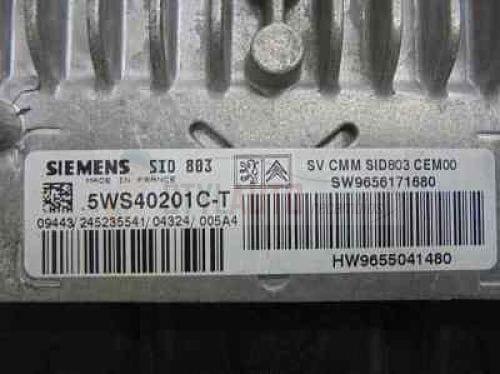 SIEMENS SID 803
MADE IN FRANCE
5WS40201C-T
09443/245235541/04324/005A4
SV CMM SID803 CEM00
SW9656171680
HW9655041480